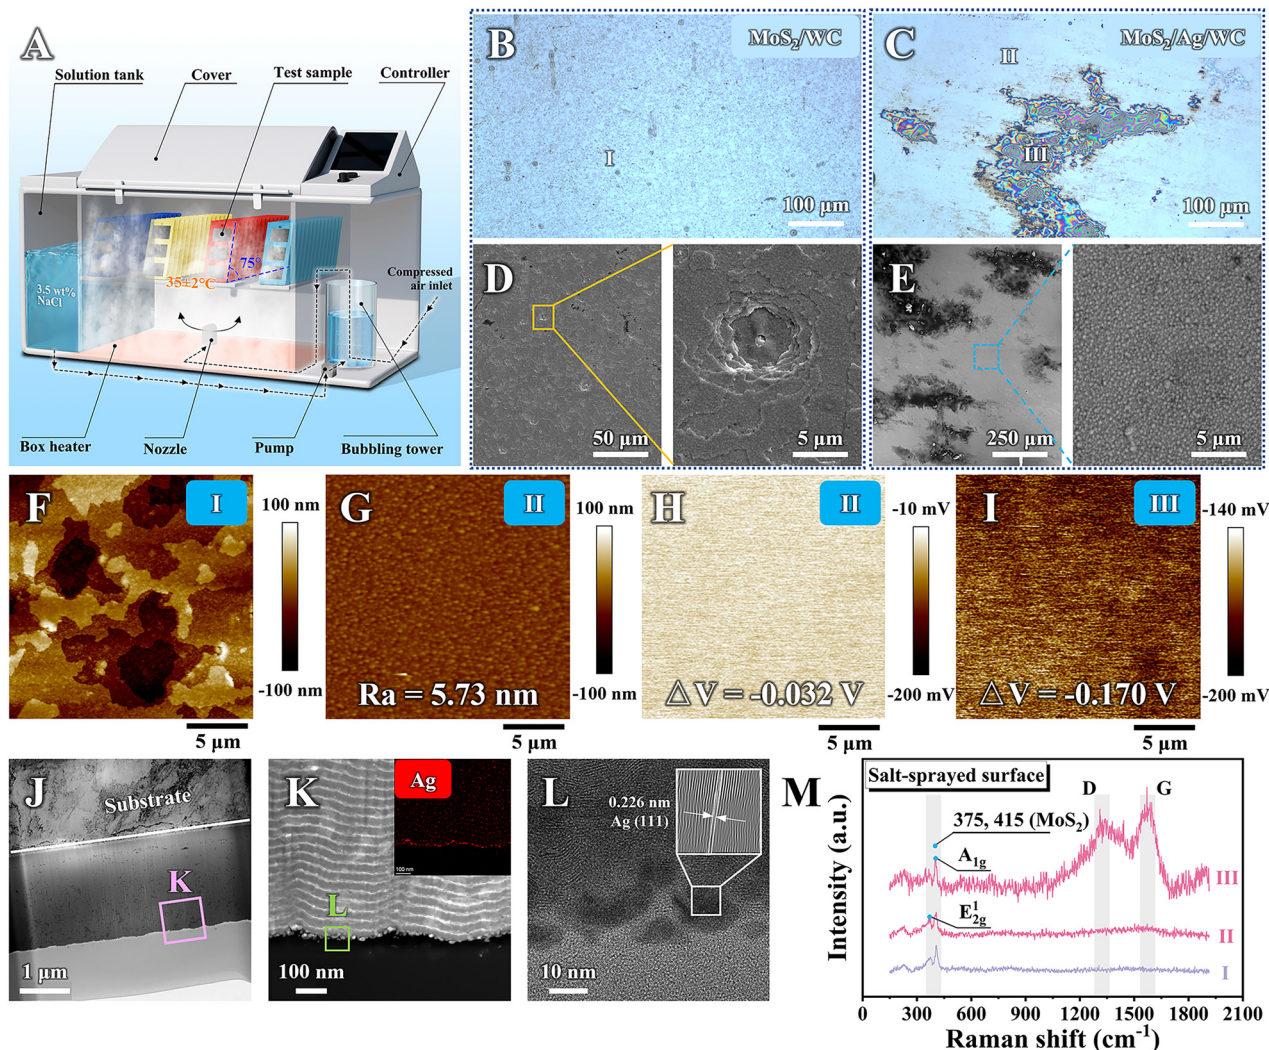 A
Solution tank
Cover
Test sample
Controller
75°
35±2°C
3.5 wt%
NaCl
Compressed
air inlet
Box heater
Nozzle
Pump
Bubbling tower
B
MoS₂/WC
I
100 μm
C
MoS₂/Ag/WC
II
III
100 μm
D
50 μm
5 μm
E
250 μm
5 μm
F
I
100 nm
-100 nm
5 μm
G
II
100 nm
-100 nm
Ra = 5.73 nm
5 μm
H
II
-10 mV
-200 mV
△V = -0.032 V
5 μm
I
III
-140 mV
-200 mV
△V = -0.170 V
5 μm
J
Substrate
K
1 μm
K
Ag
100 nm
L
100 nm
L
0.226 nm
Ag (111)
10 nm
M
Salt-sprayed surface
D
G
375, 415 (MoS₂)
A₁g
E¹₂g
III
II
I
Intensity (a.u.)
0 300 600 900 1200 1500 1800 2100
Raman shift (cm⁻¹)